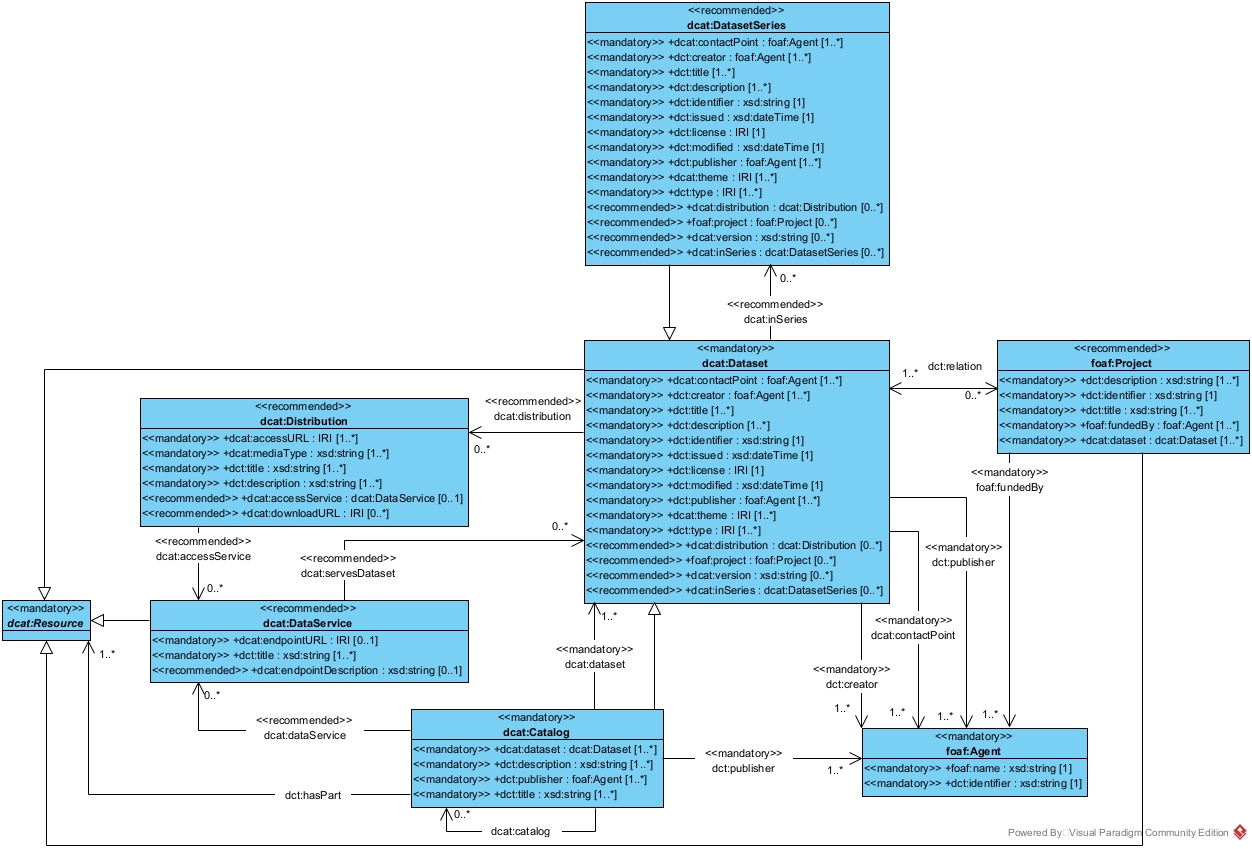 <<recommended>>
dcat:DatasetSeries
<<mandatory>> +dcat:contactPoint : foaf:Agent [1..*]
<<mandatory>> +dct:creator : foaf:Agent [1..*]
<<mandatory>> +dct:title [1..*]
<<mandatory>> +dct:description [1..*]
<<mandatory>> +dct:identifier : xsd:string [1]
<<mandatory>> +dct:issued : xsd:dateTime [1]
<<mandatory>> +dct:license : IRI [1]
<<mandatory>> +dct:modified : xsd:dateTime [1]
<<mandatory>> +dct:publisher : foaf:Agent [1..*]
<<mandatory>> +dcat:theme : IRI [1..*]
<<mandatory>> +dct:type : IRI [1..*]
<<recommended>> +dcat:distribution : dcat:Distribution [0..*]
<<recommended>> +foaf:project : foaf:Project [0..*]
<<recommended>> +dcat:version : xsd:string [0..*]
<<recommended>> +dcat:inSeries : dcat:DatasetSeries [0..*]
0..*
<<recommended>>
dcat:inSeries
<<mandatory>>
dcat:Dataset
<<mandatory>> +dcat:contactPoint : foaf:Agent [1..*]
<<mandatory>> +dct:creator : foaf:Agent [1..*]
<<mandatory>> +dct:title [1..*]
<<mandatory>> +dct:description [1..*]
<<mandatory>> +dct:identifier : xsd:string [1]
<<mandatory>> +dct:issued : xsd:dateTime [1]
<<mandatory>> +dct:license : IRI [1]
<<mandatory>> +dct:modified : xsd:dateTime [1]
<<mandatory>> +dct:publisher : foaf:Agent [1..*]
<<mandatory>> +dcat:theme : IRI [1..*]
<<mandatory>> +dct:type : IRI [1..*]
<<recommended>> +dcat:distribution : dcat:Distribution [0..*]
<<recommended>> +foaf:project : foaf:Project [0..*]
<<recommended>> +dcat:version : xsd:string [0..*]
<<recommended>> +dcat:inSeries : dcat:DatasetSeries [0..*]
1..*
dct:relation
0..*
<<recommended>>
foaf:Project
<<mandatory>> +dct:description : xsd:string [1..*]
<<mandatory>> +dct:identifier : xsd:string [1]
<<mandatory>> +dct:title : xsd:string [1..*]
<<mandatory>> +foaf:fundedBy : foaf:Agent [1..*]
<<mandatory>> +dcat:dataset : dcat:Dataset [1..*]
<<recommended>>
dcat:distribution
0..*
<<recommended>>
dcat:Distribution
<<mandatory>> +dcat:accessURL : IRI [1..*]
<<mandatory>> +dcat:mediaType : xsd:string [1..*]
<<mandatory>> +dct:title : xsd:string [1..*]
<<mandatory>> +dct:description : xsd:string [1..*]
<<recommended>> +dcat:accessService : dcat:DataService [0..1]
<<recommended>> +dcat:downloadURL : IRI [0..*]
<<mandatory>>
foaf:fundedBy
<<recommended>>
dcat:accessService
0..*
<<recommended>>
dcat:servesDataset
0..*
<<mandatory>>
dct:publisher
<<mandatory>>
dcat:Resource
1..*
<<recommended>>
dcat:DataService
<<mandatory>> +dcat:endpointURL : IRI [0..1]
<<mandatory>> +dct:title : xsd:string [1..*]
<<recommended>> +dcat:endpointDescription : xsd:string [0..1]
1..*
<<mandatory>>
dcat:dataset
<<mandatory>>
dcat:contactPoint
<<mandatory>>
dct:creator
0..*
<<recommended>>
dcat:dataService
1..*
1..*
1..*
1..*
<<mandatory>>
dcat:Catalog
<<mandatory>> +dcat:dataset : dcat:Dataset [1..*]
<<mandatory>> +dct:description : xsd:string [1..*]
<<mandatory>> +dct:publisher : foaf:Agent [1..*]
<<mandatory>> +dct:title : xsd:string [1..*]
<<mandatory>>
dct:publisher
1..*
<<mandatory>>
foaf:Agent
<<mandatory>> +foaf:name : xsd:string [1]
<<mandatory>> +dct:identifier : xsd:string [1]
dct:hasPart
0..*
dct:catalog
Powered By Visual Paradigm Community Edition